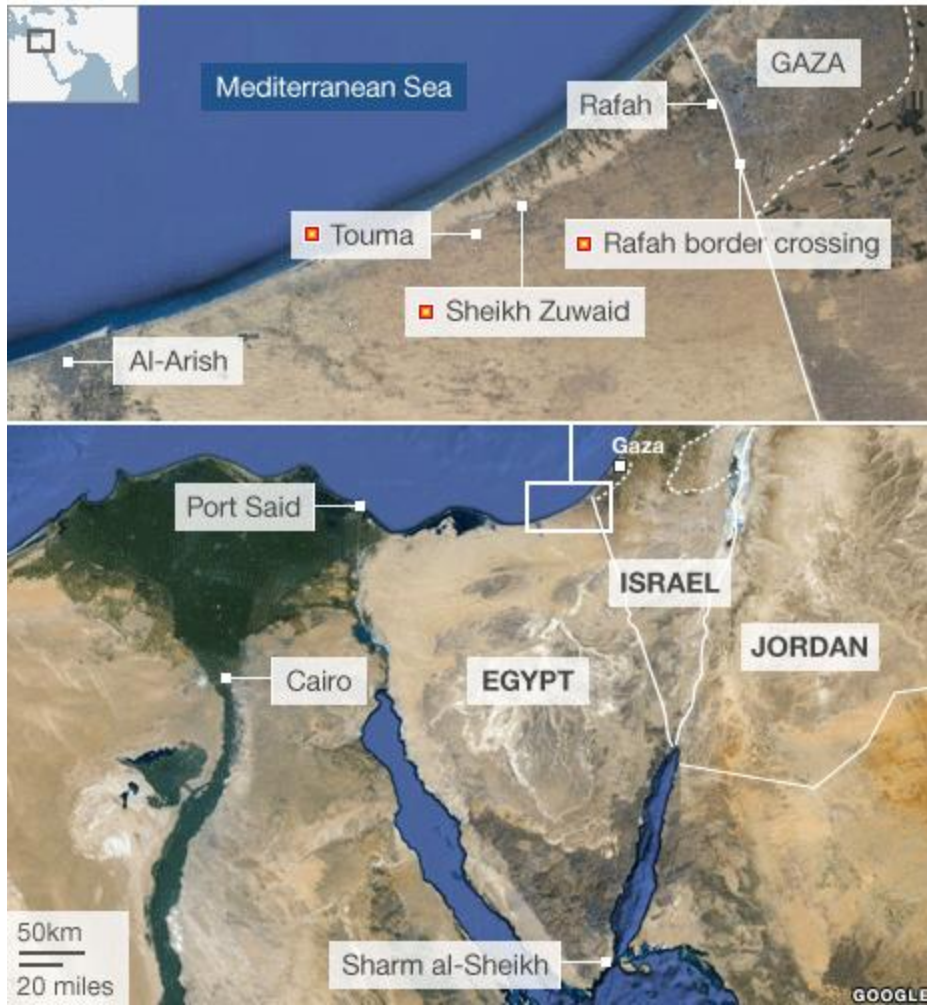 Mediterranean Sea
GAZA
Rafah
Touma
Rafah border crossing
Sheikh Zuwaid
Al-Arish
Gaza
Port Said
ISRAEL
JORDAN
Cairo
EGYPT
50km
20 miles
Sharm al-Sheikh
GOOGLE